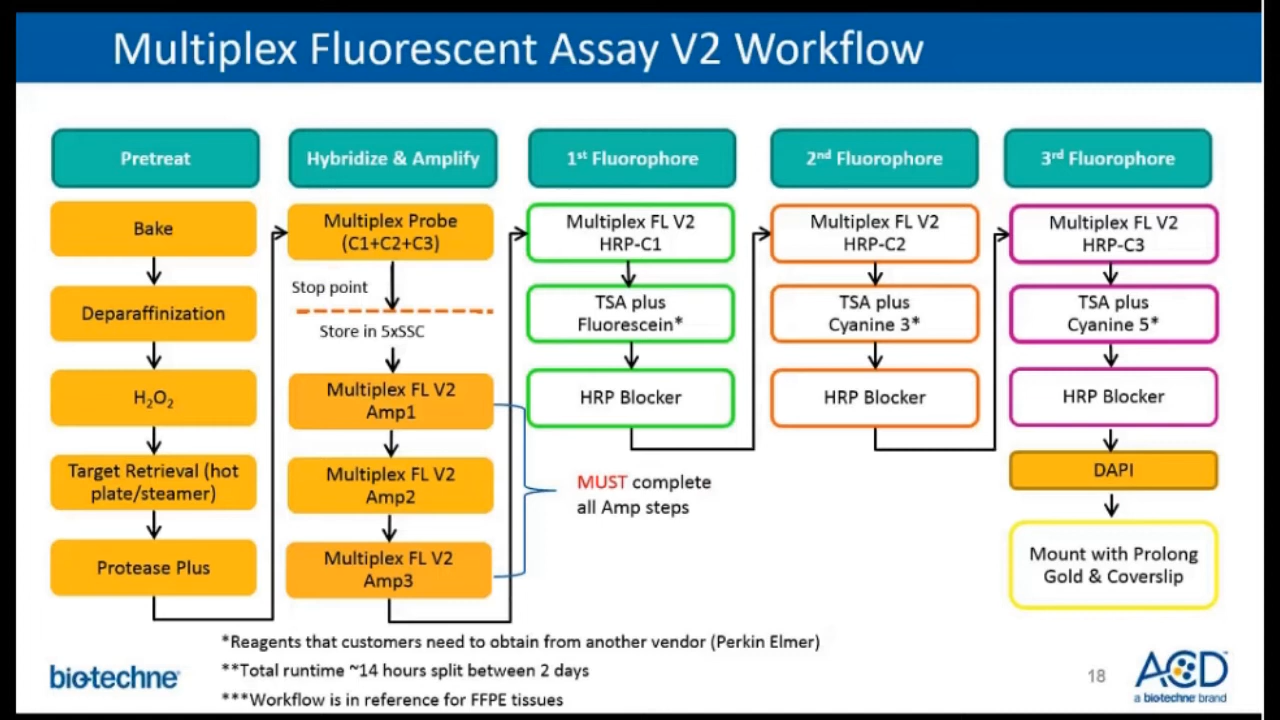 Multiplex Fluorescent Assay V2 Workflow
Pretreat
Bake
Deparaffinization
H₂O₂
Target Retrieval (hot
plate/steamer)
Protease Plus
Hybridize & Amplify
Multiplex Probe
(C1+C2+C3)
Stop point
Store in 5xSSC
Multiplex FL V2
Amp1
Multiplex FL V2
Amp2
Multiplex FL V2
Amp3
MUST complete
all Amp steps
1st Fluorophore
Multiplex FL V2
HRP-C1
TSA plus
Fluorescein*
HRP Blocker
2nd Fluorophore
Multiplex FL V2
HRP-C2
TSA plus
Cyanine 3*
HRP Blocker
3rd Fluorophore
Multiplex FL V2
HRP-C3
TSA plus
Cyanine 5*
HRP Blocker
DAPI
Mount with Prolong
Gold & Coverslip
*Reagents that customers need to obtain from another vendor (Perkin Elmer)
**Total runtime ~14 hours split between 2 days
***Workflow is in reference for FFPE tissues
bio-techne
18
ACD
a biotechne brand